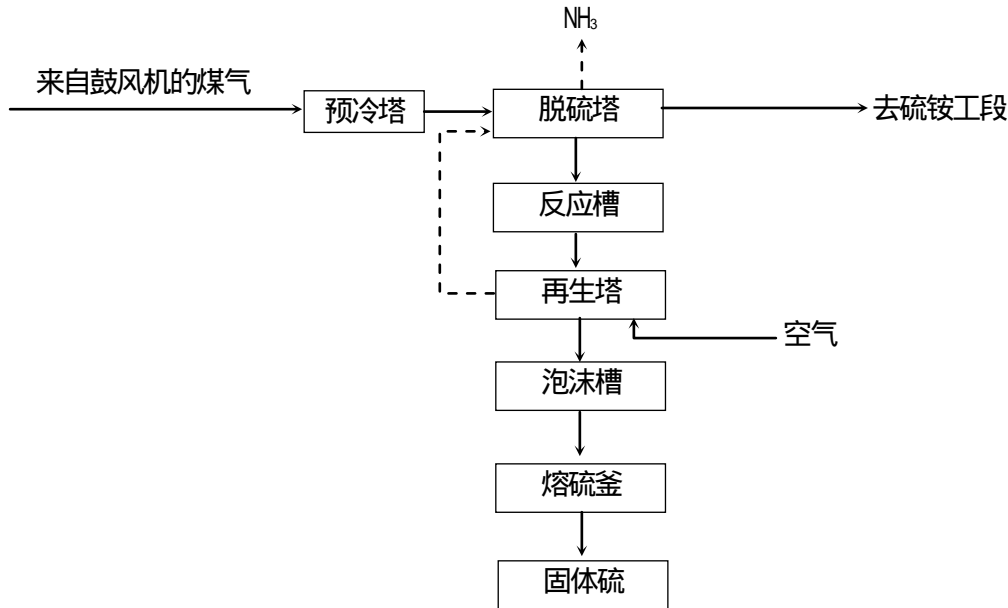 NH₃
来自鼓风机的煤气
预冷塔
脱硫塔
去硫铵工段
反应槽
再生塔
空气
泡沫槽
熔硫釜
固体硫